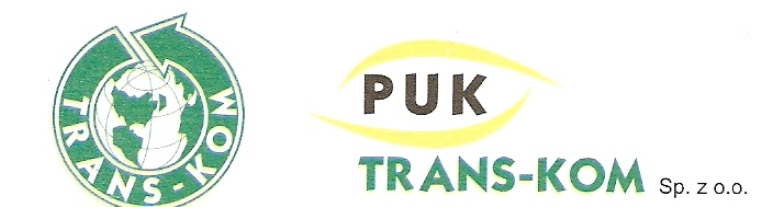 TRANS-KOM
PUK
TRANS-KOM Sp. z o.o.